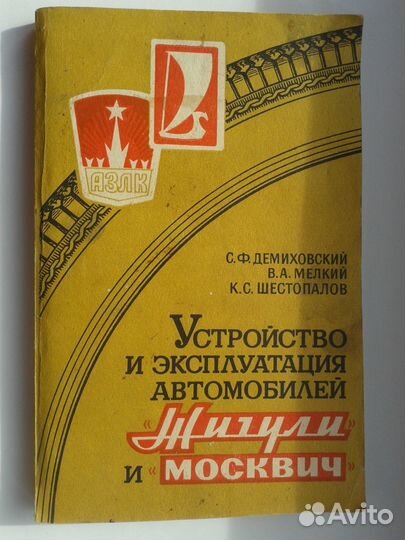 АЗЛК
С.Ф. ДЕМИХОВСКИЙ
В.А. МЕЛКИЙ
К.С. ШЕСТОПАЛОВ
УСТРОЙСТВО
И ЭКСПЛУАТАЦИЯ
АВТОМОБИЛЕЙ
«Жигули»
И «МОСКВИЧ»
Avito